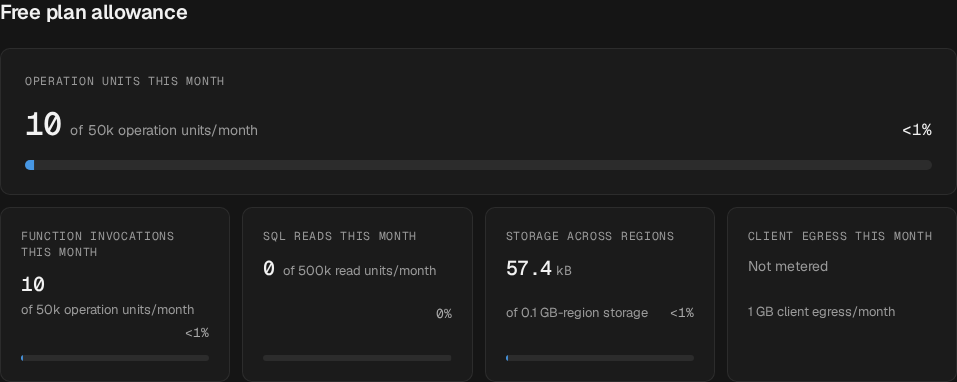 Free plan allowance
OPERATION UNITS THIS MONTH
10 of 50k operation units/month
<1%
FUNCTION INVOCATIONS
THIS MONTH
10
of 50k operation units/month
<1%
SQL READS THIS MONTH
0 of 500k read units/month
0%
STORAGE ACROSS REGIONS
57.4 kB
of 0.1 GB-region storage <1%
CLIENT EGRESS THIS MONTH
Not metered
1 GB client egress/month